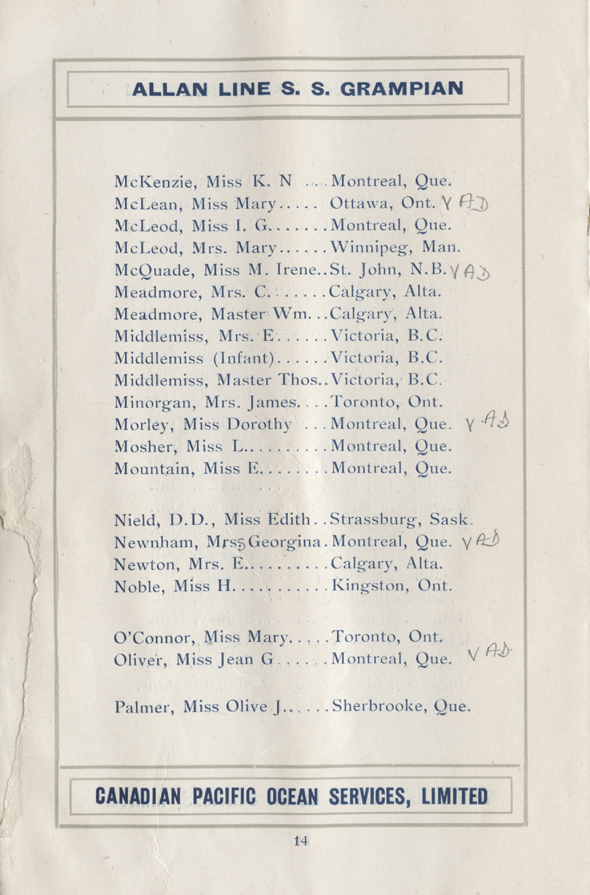 ALLAN LINE S. S. GRAMPIAN
McKenzie, Miss K. N ... Montreal, Que.
McLean, Miss Mary..... Ottawa, Ont. VAD
McLeod, Miss I. G.......Montreal, Que.
McLeod, Mrs. Mary......Winnipeg, Man.
McQuade, Miss M. Irene..St. John, N.B. VAD
Meadmore, Mrs. C.......Calgary, Alta.
Meadmore, Master Wm...Calgary, Alta.
Middlemiss, Mrs. E......Victoria, B.C.
Middlemiss (Infant)......Victoria, B.C.
Middlemiss, Master Thos..Victoria, B.C.
Minorgan, Mrs. James....Toronto, Ont.
Morley, Miss Dorothy ...Montreal, Que. VAD
Mosher, Miss L..........Montreal, Que.
Mountain, Miss E........Montreal, Que.
Nield, D.D., Miss Edith..Strassburg, Sask.
Newnham, Mrs Georgina.Montreal, Que. VAD
Newton, Mrs. E..........Calgary, Alta.
Noble, Miss H...........Kingston, Ont.
O'Connor, Miss Mary.....Toronto, Ont.
Oliver, Miss Jean G......Montreal, Que. VAD
Palmer, Miss Olive J......Sherbrooke, Que.
CANADIAN PACIFIC OCEAN SERVICES, LIMITED
14